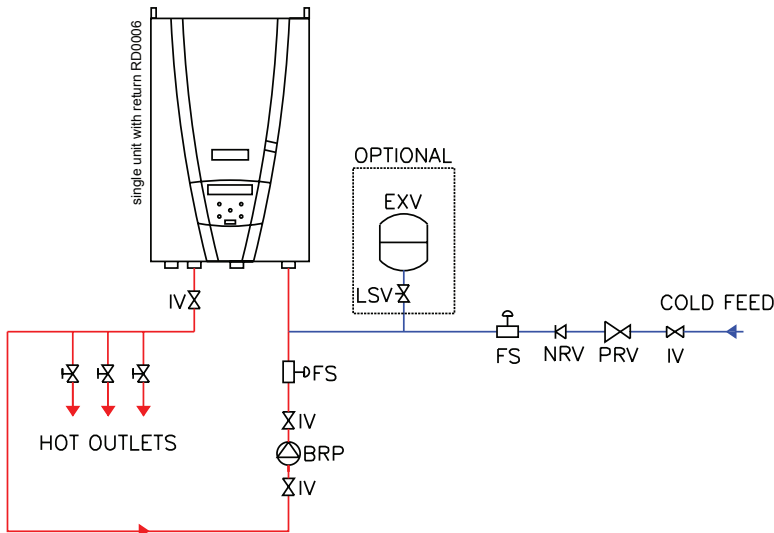 single unit with return RD0006
OPTIONAL
EXV
LSV
IV
COLD FEED
FS
NRV
PRV
IV
FS
IV
HOT OUTLETS
BRP
IV